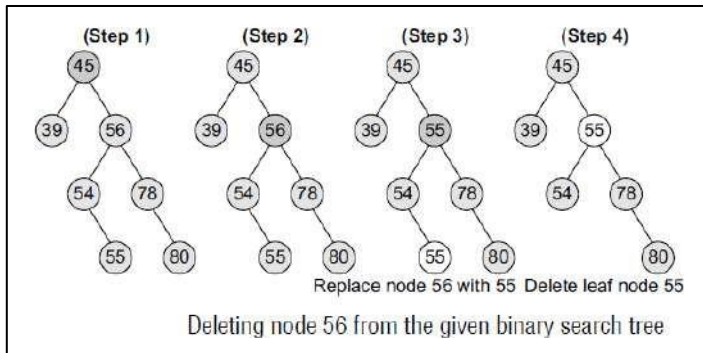 (Step 1) (Step 2) (Step 3) (Step 4)
45 45 45 45
39 56 39 56 39 55 39 55
54 78 54 78 54 78 54 78
55 80 55 80 55 80 80
Replace node 56 with 55 Delete leaf node 55
Deleting node 56 from the given binary search tree